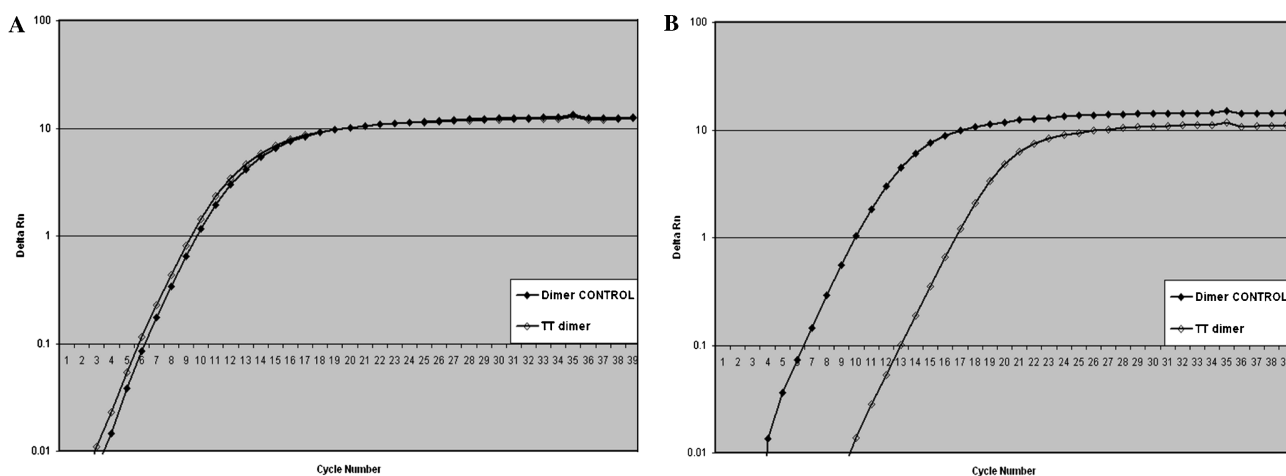 A
100
10
1
0.1
0.01
Delta Rn
Dimer CONTROL
TT dimer
1 2 3 4 5 6 7 8 9 10 11 12 13 14 15 16 17 18 19 20 21 22 23 24 25 26 27 28 29 30 31 32 33 34 35 36 37 38 39
Cycle Number
B
100
10
1
0.1
0.01
Delta Rn
Dimer CONTROL
TT dimer
1 2 3 4 5 6 7 8 9 10 11 12 13 14 15 16 17 18 19 20 21 22 23 24 25 26 27 28 29 30 31 32 33 34 35 36 37 38 3
Cycle Number